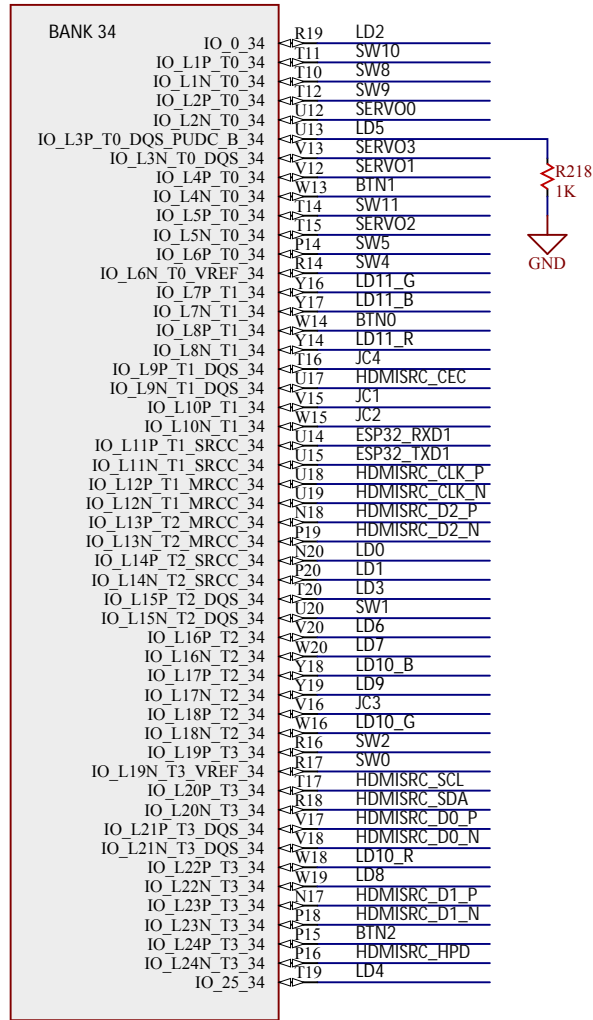 BANK 34
IO_0_34 R19 LD2
IO_L1P_T0_34 T11 SW10
IO_L1N_T0_34 T10 SW8
IO_L2P_T0_34 T12 SW9
IO_L2N_T0_34 U12 SERVO0
IO_L3P_T0_DQS_PUDC_B_34 U13 LD5
IO_L3N_T0_DQS_34 V13 SERVO3
IO_L4P_T0_34 V12 SERVO1
IO_L4N_T0_34 W13 BTN1
IO_L5P_T0_34 T14 SW11
IO_L5N_T0_34 T15 SERVO2
IO_L6P_T0_34 P14 SW5
IO_L6N_T0_VREF_34 R14 SW4
IO_L7P_T1_34 Y16 LD11_G
IO_L7N_T1_34 Y17 LD11_B
IO_L8P_T1_34 W14 BTN0
IO_L8N_T1_34 Y14 LD11_R
IO_L9P_T1_DQS_34 T16 JC4
IO_L9N_T1_DQS_34 U17 HDMISRC_CEC
IO_L10P_T1_34 V15 JC1
IO_L10N_T1_34 W15 JC2
IO_L11P_T1_SRCC_34 U14 ESP32_RXD1
IO_L11N_T1_SRCC_34 U15 ESP32_TXD1
IO_L12P_T1_MRCC_34 U18 HDMISRC_CLK_P
IO_L12N_T1_MRCC_34 U19 HDMISRC_CLK_N
IO_L13P_T2_MRCC_34 N18 HDMISRC_D2_P
IO_L13N_T2_MRCC_34 P19 HDMISRC_D2_N
IO_L14P_T2_SRCC_34 N20 LD0
IO_L14N_T2_SRCC_34 P20 LD1
IO_L15P_T2_DQS_34 T20 LD3
IO_L15N_T2_DQS_34 U20 SW1
IO_L16P_T2_34 V20 LD6
IO_L16N_T2_34 W20 LD7
IO_L17P_T2_34 Y18 LD10_B
IO_L17N_T2_34 Y19 LD9
IO_L18P_T2_34 V16 JC3
IO_L18N_T2_34 W16 LD10_G
IO_L19P_T3_34 R16 SW2
IO_L19N_T3_VREF_34 R17 SW0
IO_L20P_T3_34 T17 HDMISRC_SCL
IO_L20N_T3_34 R18 HDMISRC_SDA
IO_L21P_T3_DQS_34 V17 HDMISRC_D0_P
IO_L21N_T3_DQS_34 V18 HDMISRC_D0_N
IO_L22P_T3_34 W18 LD10_R
IO_L22N_T3_34 W19 LD8
IO_L23P_T3_34 N17 HDMISRC_D1_P
IO_L23N_T3_34 P18 HDMISRC_D1_N
IO_L24P_T3_34 P15 BTN2
IO_L24N_T3_34 P16 HDMISRC_HPD
IO_25_34 T19 LD4
R218
1K
GND